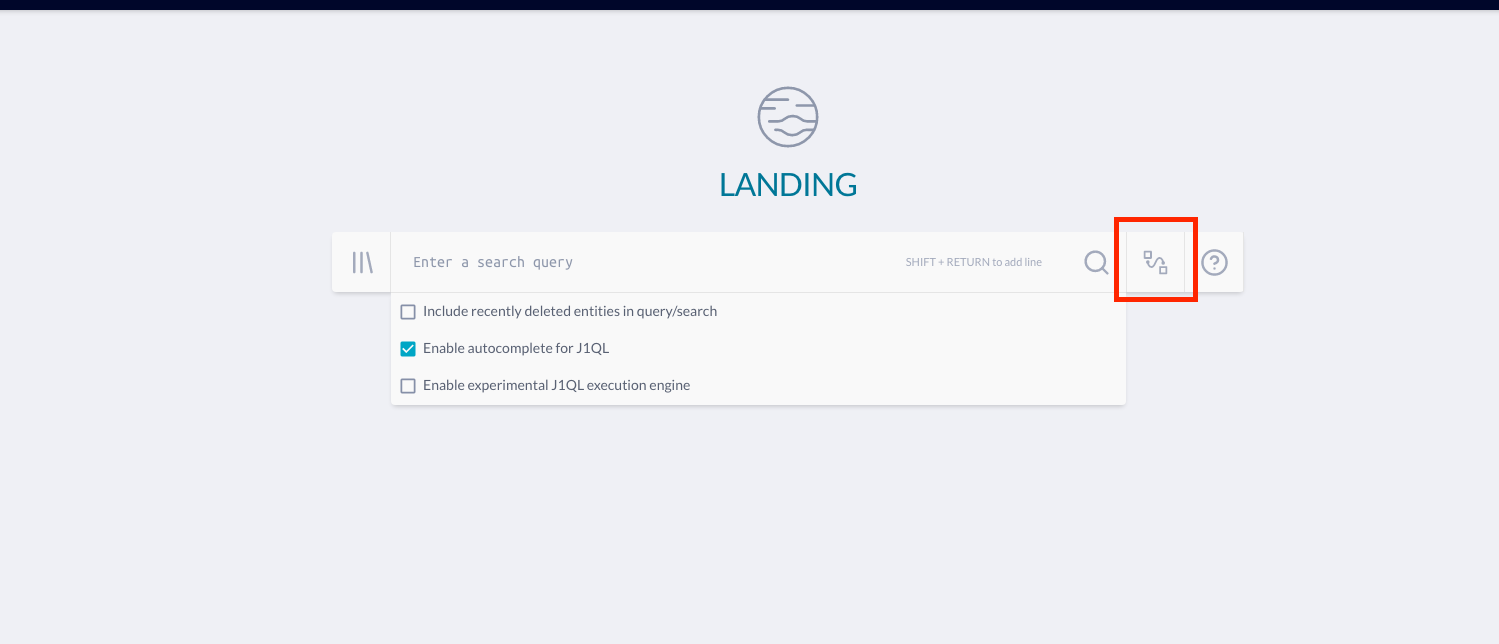 LANDING
Enter a search query
SHIFT + RETURN to add line
Include recently deleted entities in query/search
Enable autocomplete for J1QL
Enable experimental J1QL execution engine